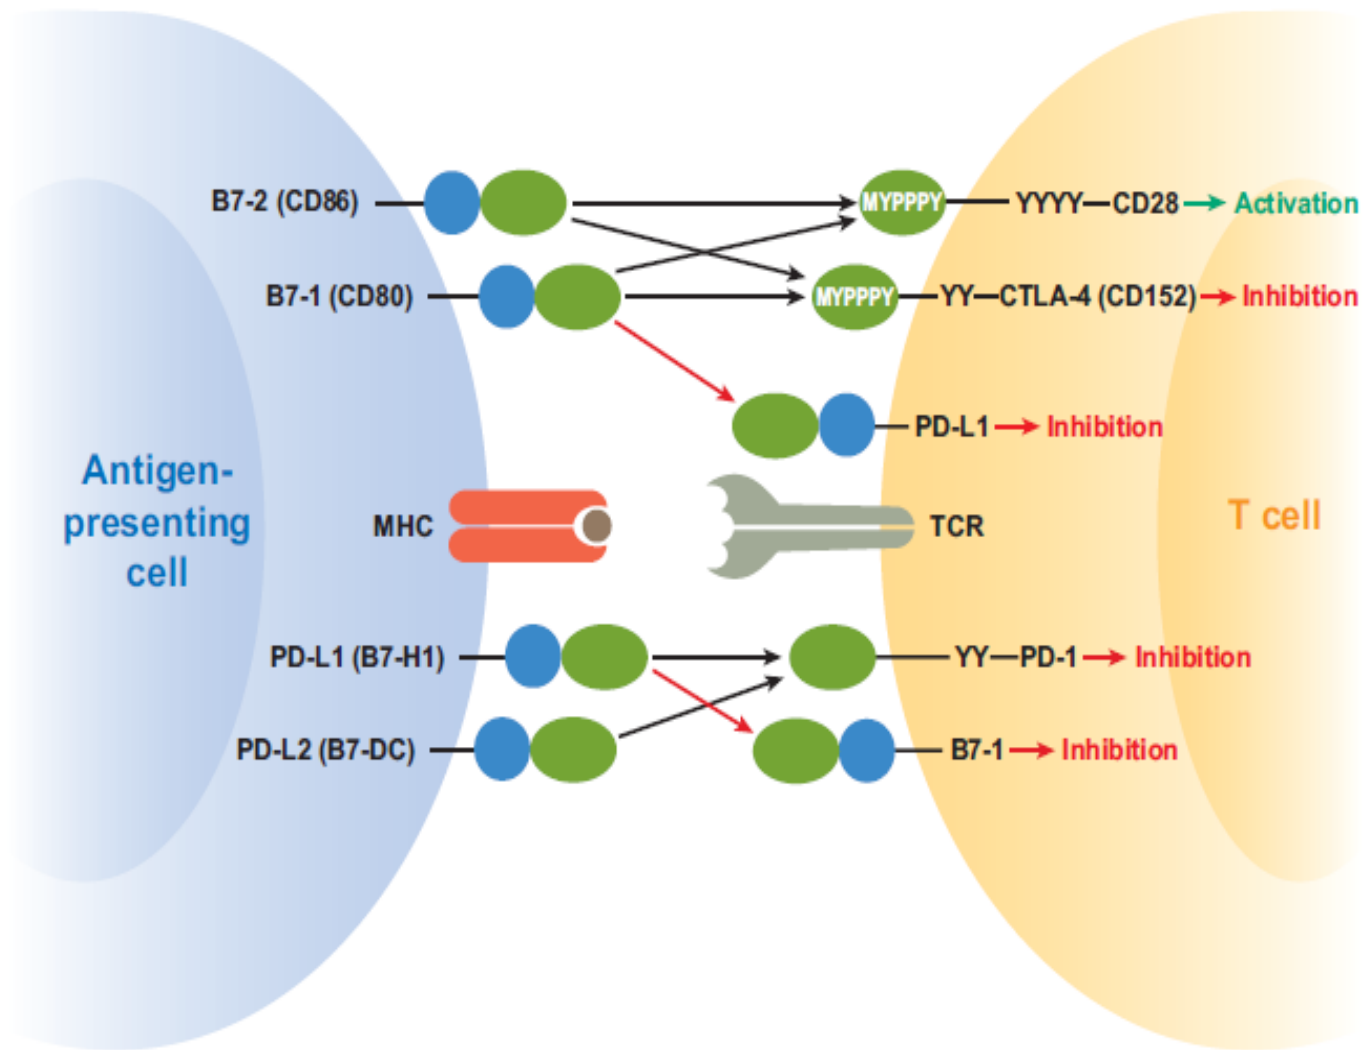 B7-2 (CD86) MYPPPY YYYY CD28 Activation
B7-1 (CD80) MYPPPY YY CTLA-4 (CD152) Inhibition
PD-L1 Inhibition
Antigen-
presenting
cell
MHC TCR
T cell
PD-L1 (B7-H1) YY PD-1 Inhibition
PD-L2 (B7-DC) B7-1 Inhibition